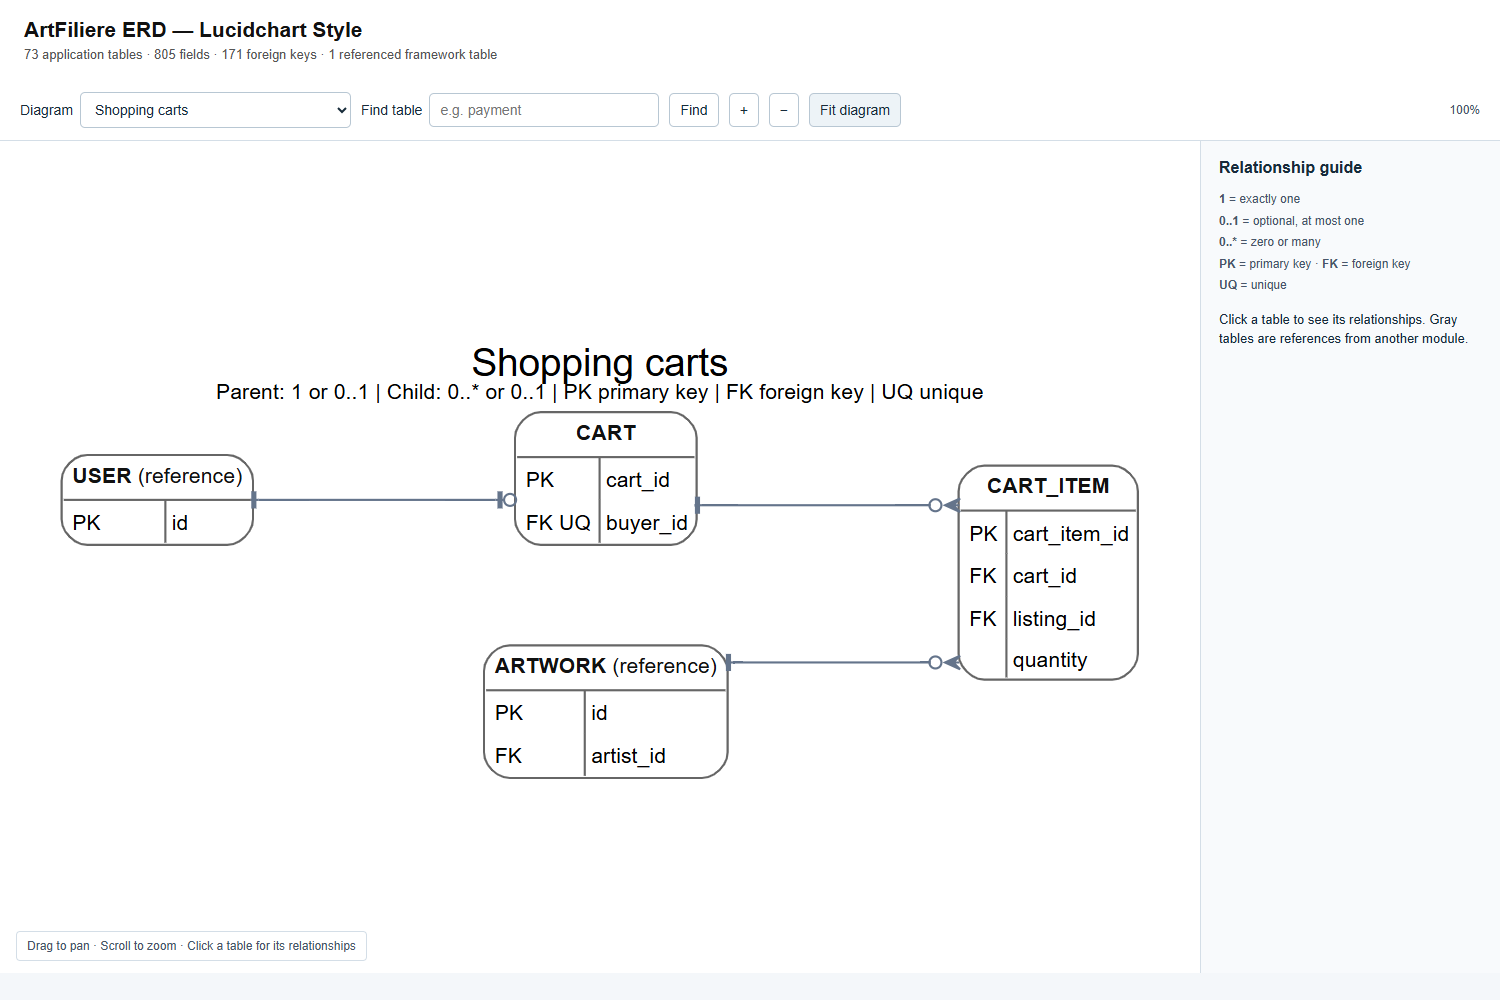 ArtFiliere ERD — Lucidchart Style
73 application tables · 805 fields · 171 foreign keys · 1 referenced framework table
Diagram Shopping carts Find table e.g. payment Find + − Fit diagram 100%
Relationship guide
1 = exactly one
0..1 = optional, at most one
0..* = zero or many
PK = primary key · FK = foreign key
UQ = unique
Click a table to see its relationships. Gray
tables are references from another module.
Shopping carts
Parent: 1 or 0..1 | Child: 0..* or 0..1 | PK primary key | FK foreign key | UQ unique
USER (reference)
PK id
CART
PK cart_id
FK UQ buyer_id
CART_ITEM
PK cart_item_id
FK cart_id
FK listing_id
quantity
ARTWORK (reference)
PK id
FK artist_id
Drag to pan · Scroll to zoom · Click a table for its relationships